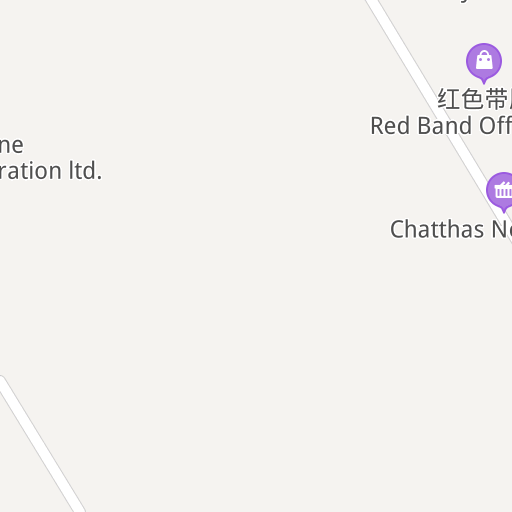 红色带
Red Band Off
ne
ration ltd.
Chatthas N